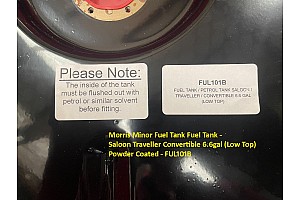 Please Note:
The inside of the tank
must be flushed out with
petrol or similar solvent
before fitting.
FUL101B
FUEL TANK / PETROL TANK SALOON /
TRAVELLER / CONVERTIBLE 6.6 GAL
(LOW TOP)
Morris Minor Fuel Tank Fuel Tank -
Saloon Traveller Convertible 6.6gal (Low Top)
Powder Coated - FUL101B